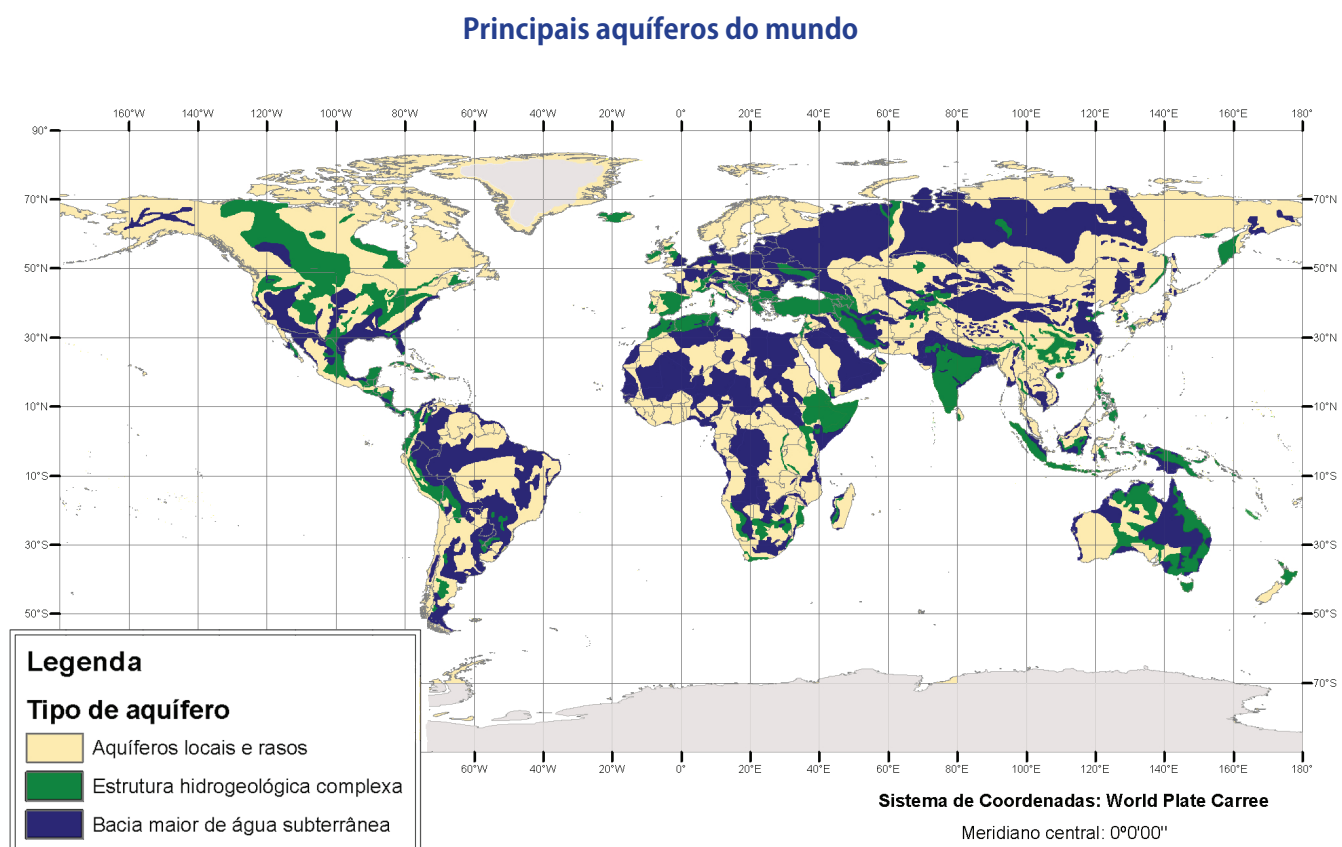 Principais aquíferos do mundo
160°W 140°W 120°W 100°W 80°W 60°W 40°W 20°W 0° 20°E 40°E 60°E 80°E 100°E 120°E 140°E 160°E 180°
90°
70°N 70°N
50°N 50°N
30°N 30°N
10°N 10°N
10°S 10°S
30°S 30°S
50°S 50°S
70°S 70°S
60°W 40°W 20°W 0° 20°E 40°E 60°E 80°E 100°E 120°E 140°E 160°E 180°
Legenda
Tipo de aquífero
Aquíferos locais e rasos
Estrutura hidrogeológica complexa
Bacia maior de água subterrânea
Sistema de Coordenadas: World Plate Carree
Meridiano central: 0º0'00"